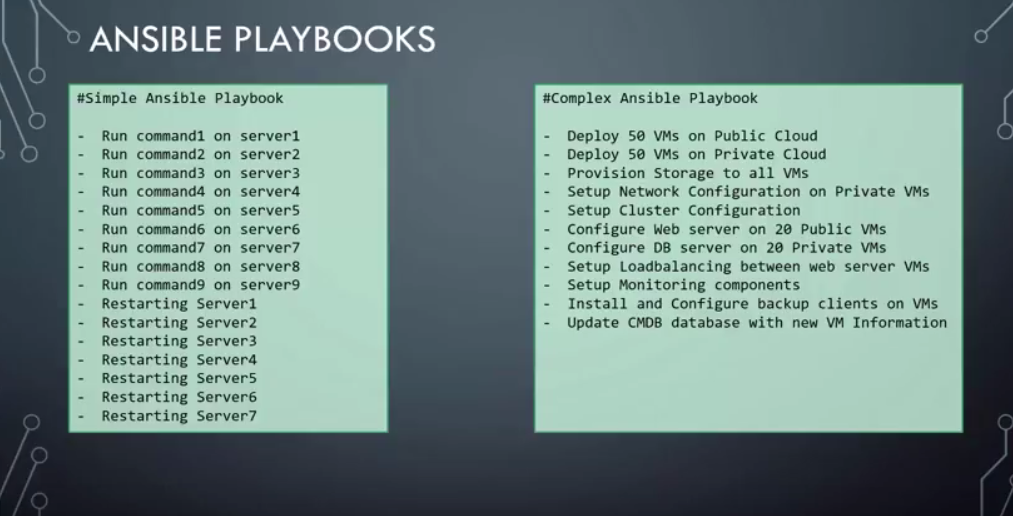 ANSIBLE PLAYBOOKS
#Simple Ansible Playbook
- Run command1 on server1
- Run command2 on server2
- Run command3 on server3
- Run command4 on server4
- Run command5 on server5
- Run command6 on server6
- Run command7 on server7
- Run command8 on server8
- Run command9 on server9
- Restarting Server1
- Restarting Server2
- Restarting Server3
- Restarting Server4
- Restarting Server5
- Restarting Server6
- Restarting Server7
#Complex Ansible Playbook
- Deploy 50 VMs on Public Cloud
- Deploy 50 VMs on Private Cloud
- Provision Storage to all VMs
- Setup Network Configuration on Private VMs
- Setup Cluster Configuration
- Configure Web server on 20 Public VMs
- Configure DB server on 20 Private VMs
- Setup Loadbalancing between web server VMs
- Setup Monitoring components
- Install and Configure backup clients on VMs
- Update CMDB database with new VM Information